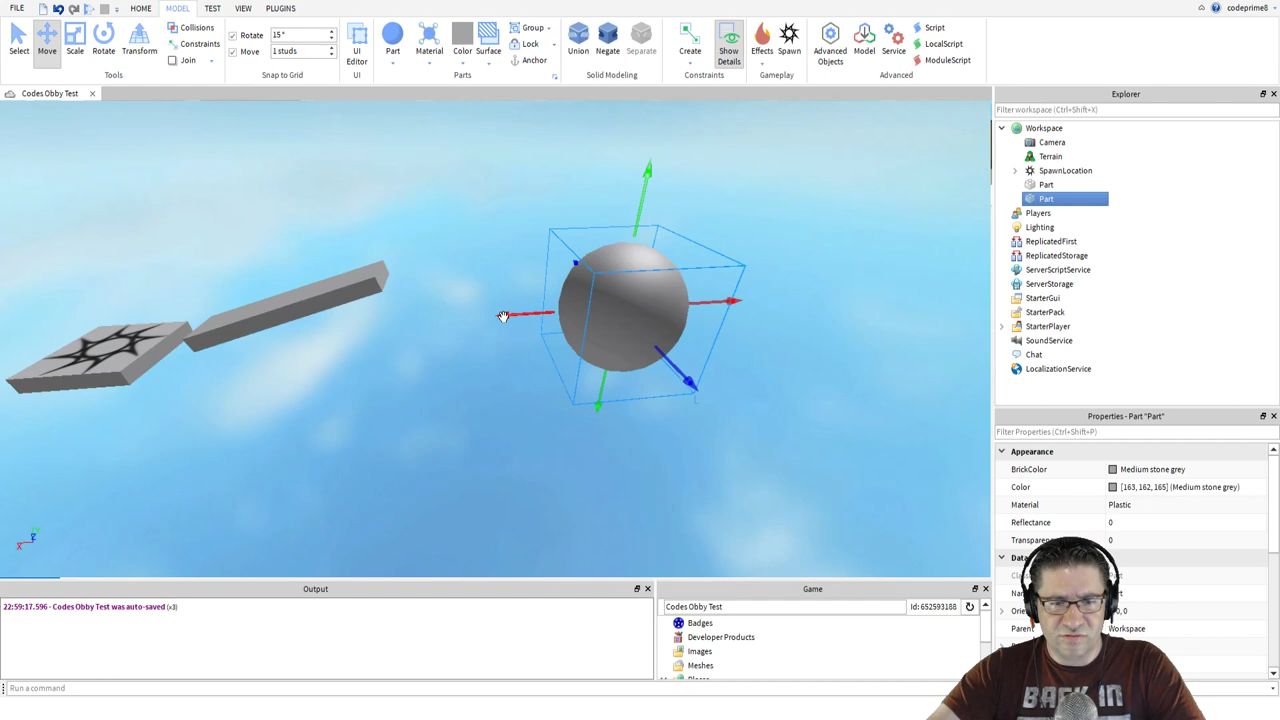 FILE HOME MODEL TEST VIEW PLUGINS codeprime8
Select Move Scale Rotate Transform
Collisions
Constraints
Join
Tools
Rotate 15°
Move 1 studs
Snap to Grid
UI Editor
UI
Part Material Color Surface
Group
Lock
Anchor
Parts
Union Negate Separate
Solid Modeling
Create Show Details
Constraints
Effects Spawn
Gameplay
Advanced Objects Model Service
Script
LocalScript
ModuleScript
Advanced
Codes Obby Test
Explorer
Filter workspace (Ctrl+Shift+X)
Workspace
Camera
Terrain
SpawnLocation
Part
Part
Players
Lighting
ReplicatedFirst
ReplicatedStorage
ServerScriptService
ServerStorage
StarterGui
StarterPack
StarterPlayer
SoundService
Chat
LocalizationService
Properties - Part "Part"
Filter Properties (Ctrl+Shift+P)
Appearance
BrickColor Medium stone grey
Color [163, 162, 165] (Medium stone grey)
Material Plastic
Reflectance 0
0
Parent Workspace
X Z
L
Output
22:59:17.596 - Codes Obby Test was auto-saved (x3)
Game
Codes Obby Test Id: 652593188
Badges
Developer Products
Images
Meshes
Run a command
BACK IN